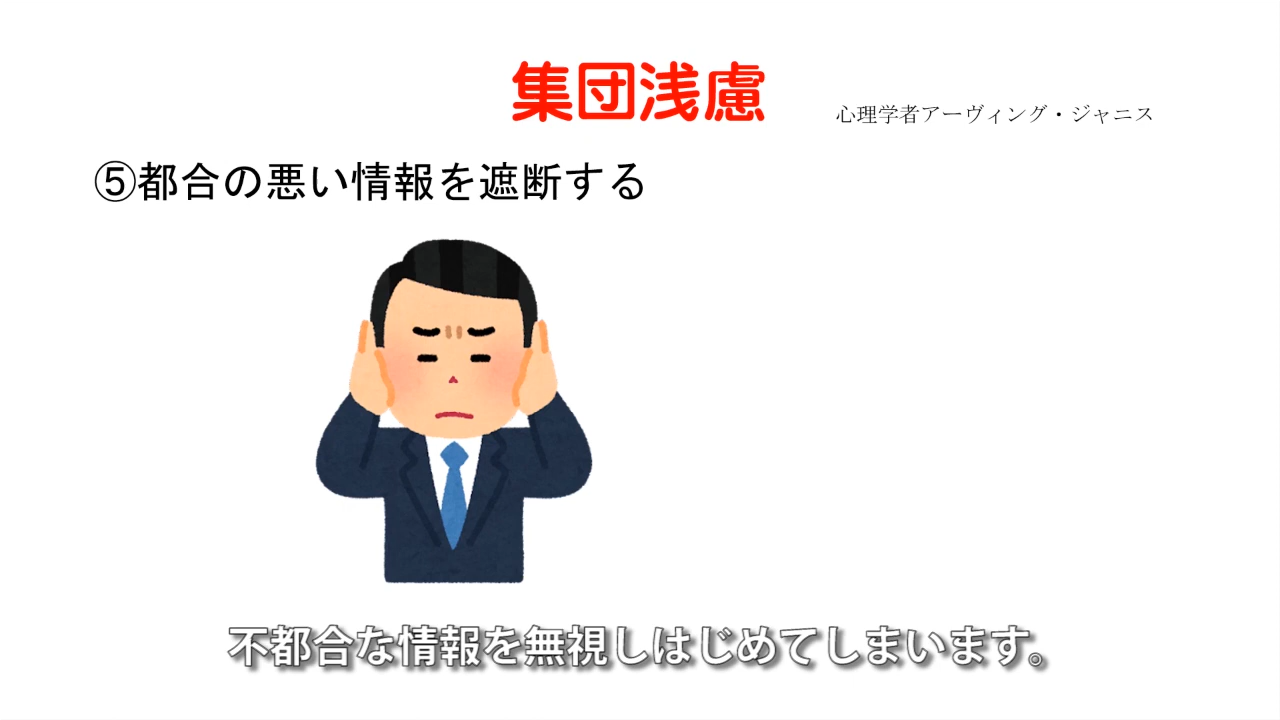 集団浅慮
心理学者アーヴィング・ジャニス
⑤都合の悪い情報を遮断する
不都合な情報を無視しはじめてしまいます。